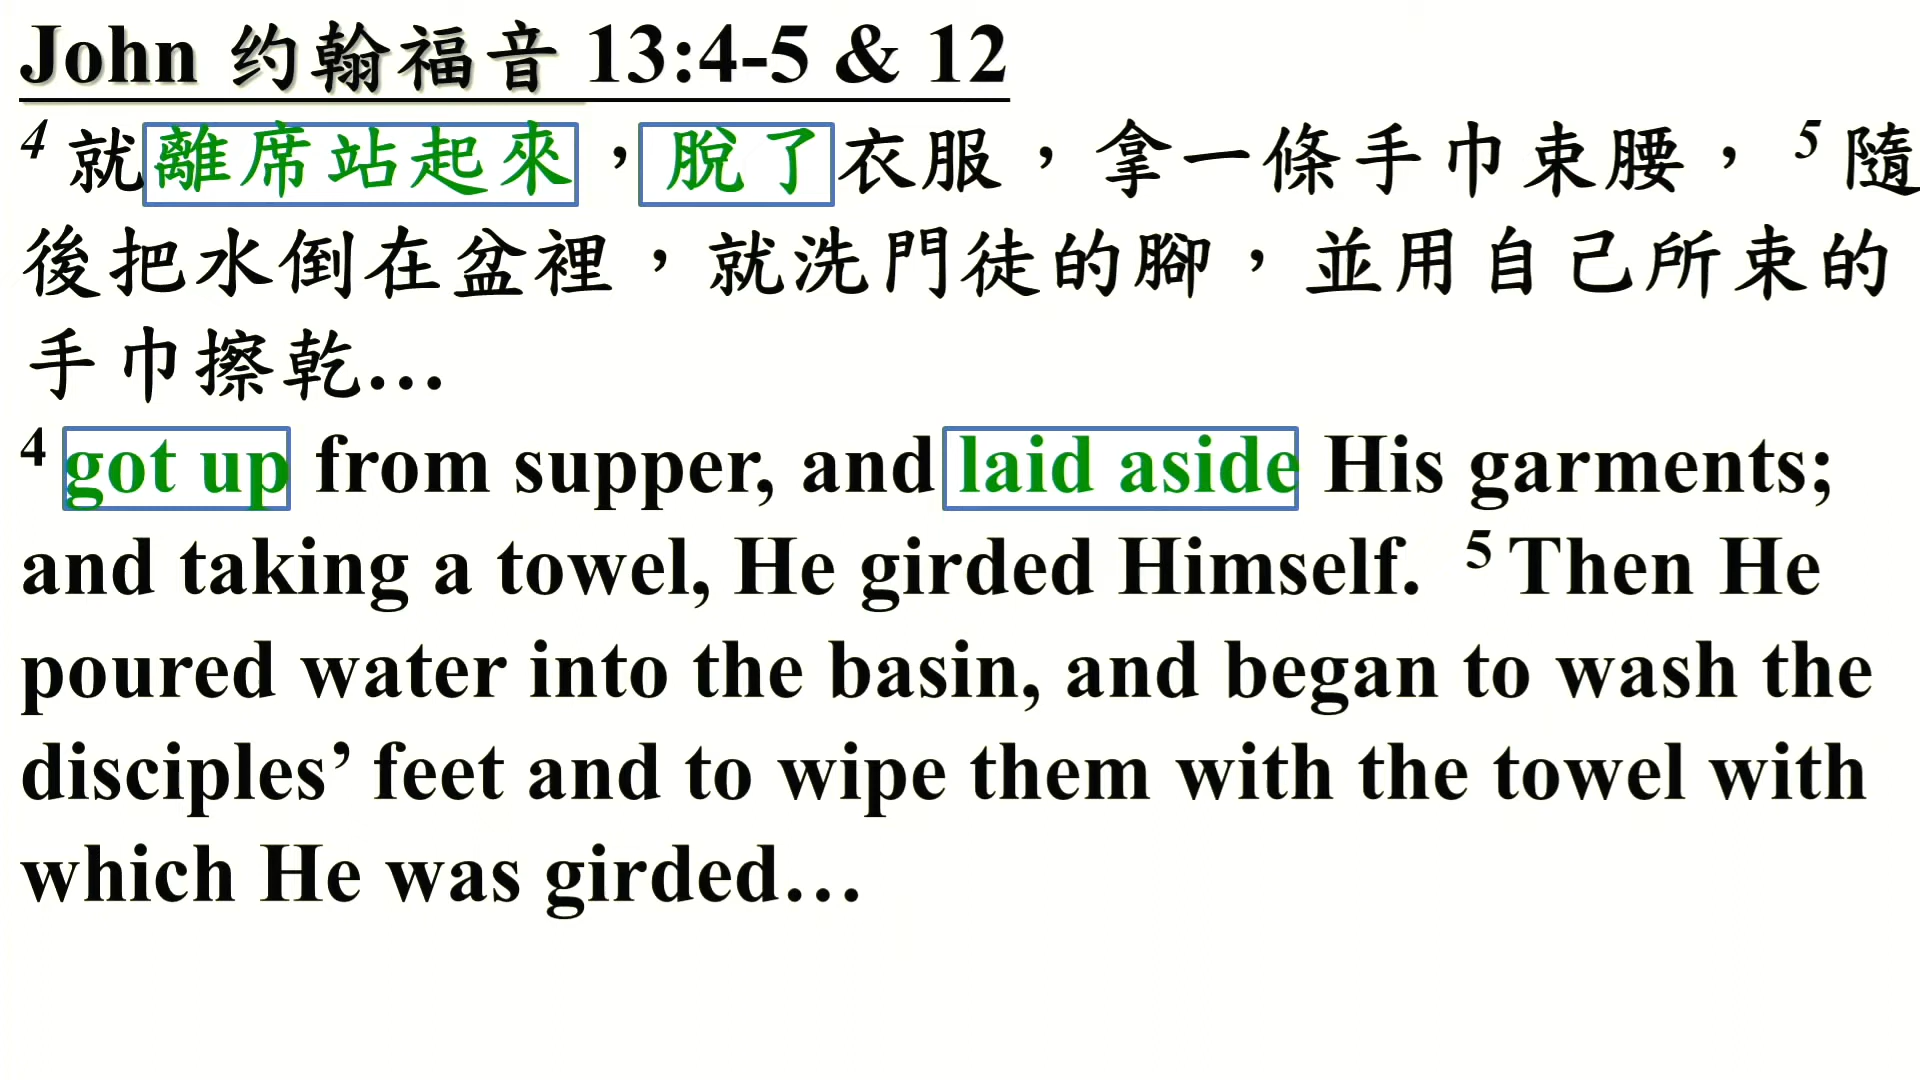 John 约翰福音 13:4-5 & 12
4 就離席站起來，脫了衣服，拿一條手巾束腰，5 隨
後把水倒在盆裡，就洗門徒的腳，並用自己所束的
手巾擦乾…
4 got up from supper, and laid aside His garments;
and taking a towel, He girded Himself. 5 Then He
poured water into the basin, and began to wash the
disciples’ feet and to wipe them with the towel with
which He was girded…